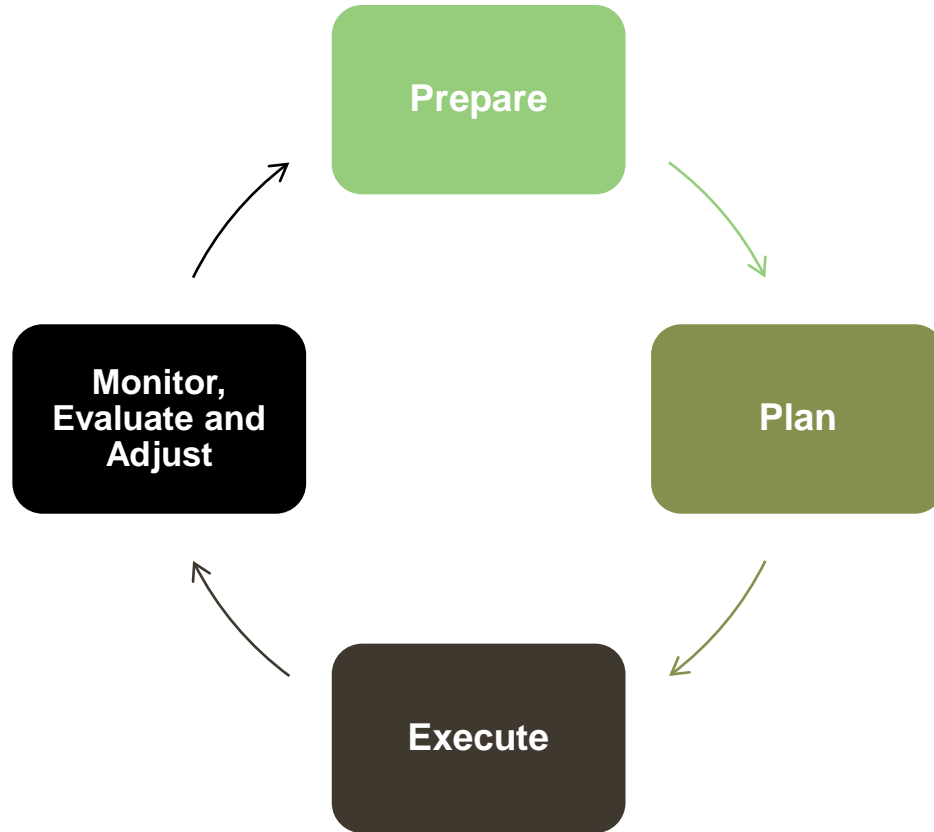 Prepare
Plan
Execute
Monitor,
Evaluate and
Adjust